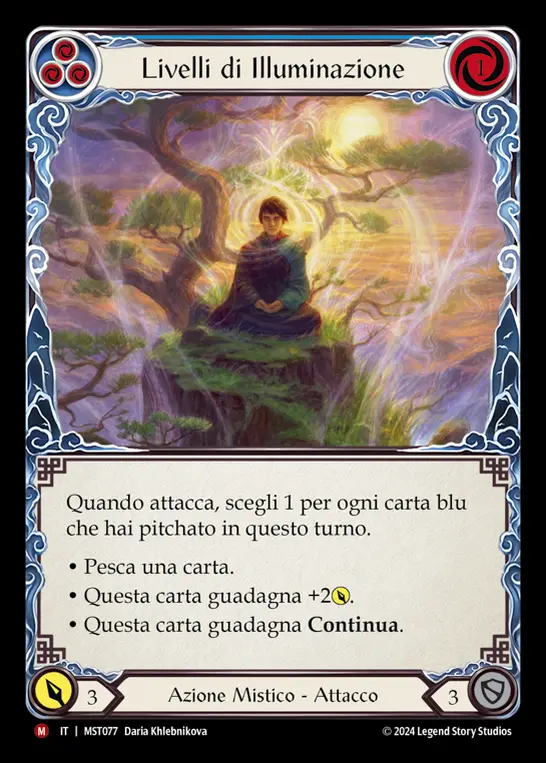 Livelli di Illuminazione
1
Quando attacca, scegli 1 per ogni carta blu
che hai pitchato in questo turno.
• Pesca una carta.
• Questa carta guadagna +2.
• Questa carta guadagna Continua.
3
Azione Mistico - Attacco
3
M IT | MST077 Daria Khlebnikova
© 2024 Legend Story Studios